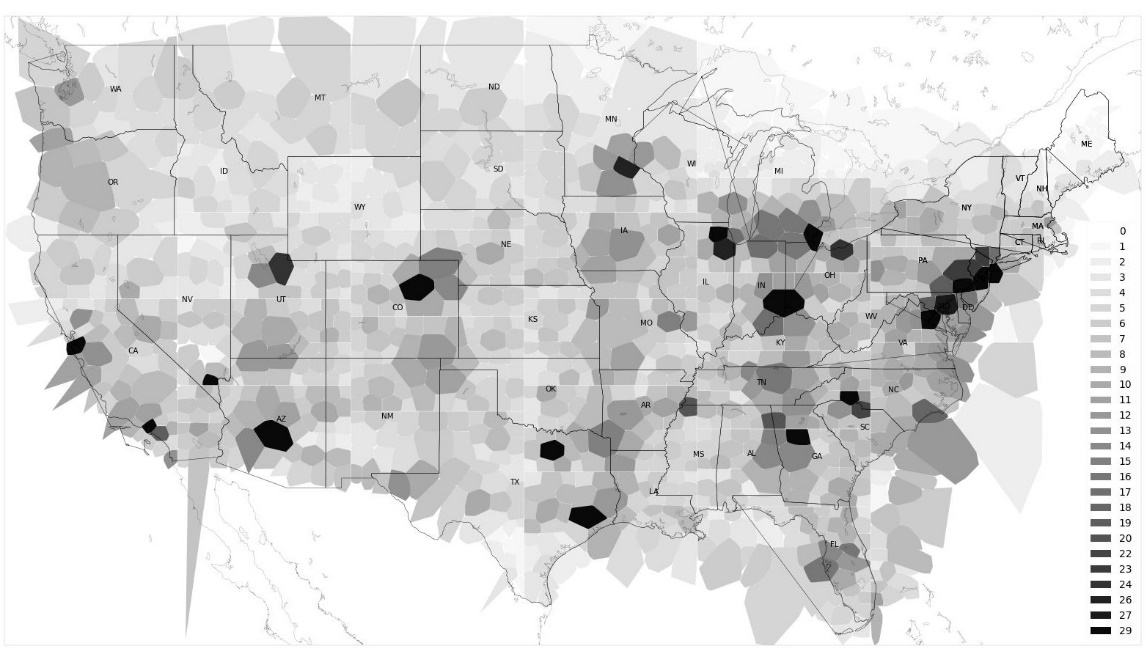 WA
MT
ND
MN
ME
OR
ID
SD
WI
MI
VT
NH
WY
NY
MA
RI
CT
IA
NE
PA
NV
UT
CO
IL
IN
OH
DE
KS
MO
WV
KY
VA
CA
TN
NC
OK
AR
AZ
NM
SC
MS
AL
GA
TX
LA
FL
0
1
2
3
4
5
6
7
8
9
10
11
12
13
14
15
16
17
18
19
20
22
23
24
26
27
29